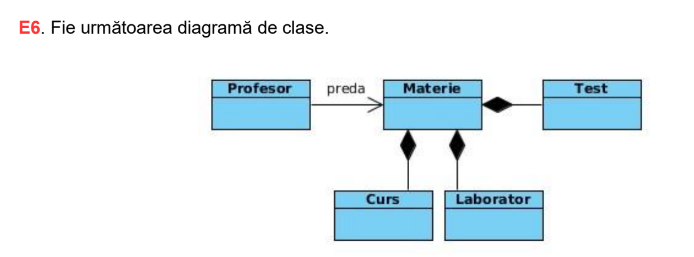 E6. Fie următoarea diagramă de clase.
Profesor preda Materie Test
Curs Laborator